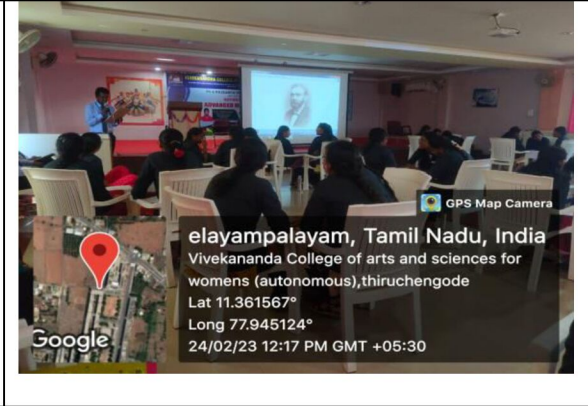 GPS Map Camera
elayampalayam, Tamil Nadu, India
Vivekananda College of arts and sciences for
womens (autonomous),thiruchengode
Lat 11.361567°
Long 77.945124°
24/02/23 12:17 PM GMT +05:30
Google